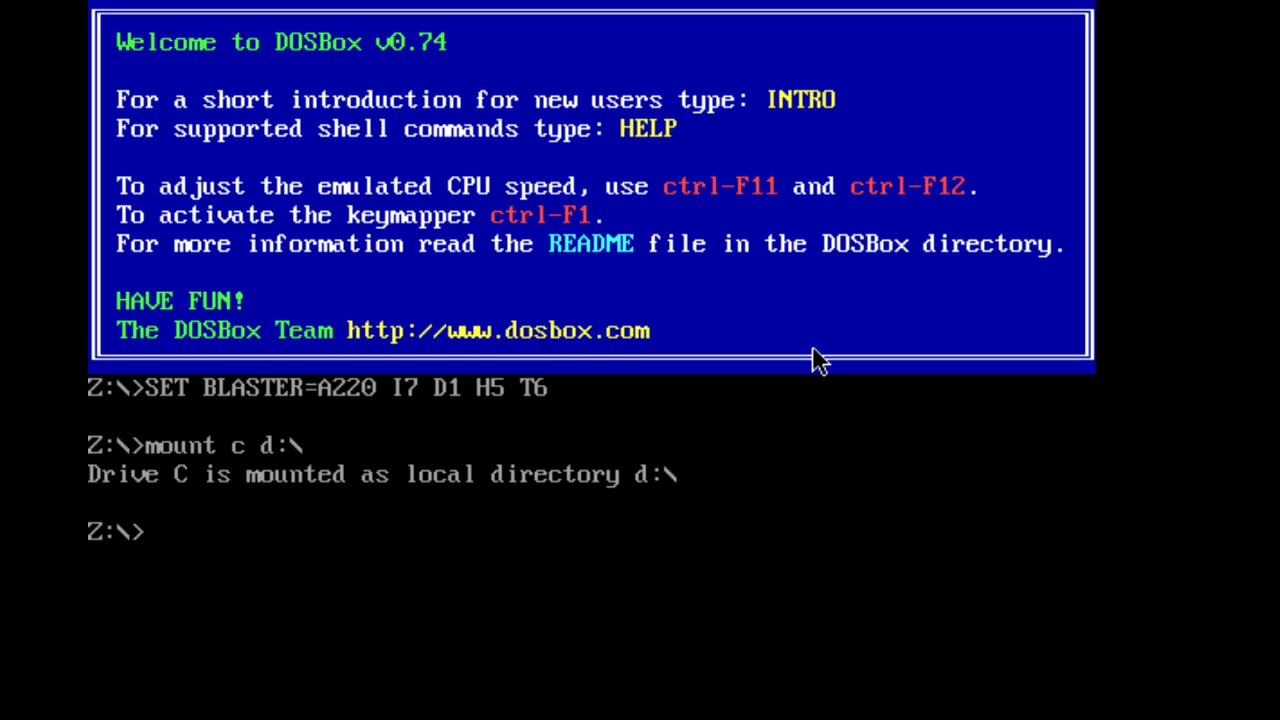 Welcome to DOSBox v0.74
For a short introduction for new users type: INTRO
For supported shell commands type: HELP
To adjust the emulated CPU speed, use ctrl-F11 and ctrl-F12.
To activate the keymapper ctrl-F1.
For more information read the README file in the DOSBox directory.
HAVE FUN!
The DOSBox Team http://www.dosbox.com
Z:\>SET BLASTER=A220 I7 D1 H5 T6
Z:\>mount c d:\
Drive C is mounted as local directory d:\
Z:\>